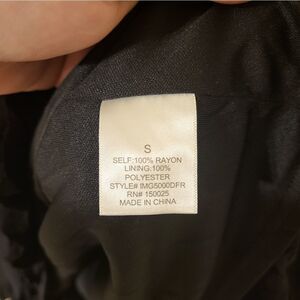 S
SELF:100% RAYON
LINING:100%
POLYESTER
STYLE# IMG5000DFR
RN# 150025
MADE IN CHINA